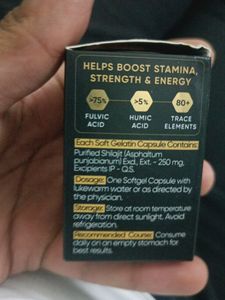 HELPS BOOST STAMINA,
STRENGTH & ENERGY
>75% >5% 80+
FULVIC HUMIC TRACE
ACID ACID ELEMENTS
Each Soft Gelatin Capsule Contains:
Purified Shilajit (Asphaltum
punjabianum) Exd., Ext. - 250 mg.
Excipients IP - Q.S.
Dosage: One Softgel Capsule with
lukewarm water or as directed by
the physician.
Storage: Store at room temperature
away from direct sunlight. Avoid
refrigeration.
Recommended Course: Consume
daily on an empty stomach for
best results.